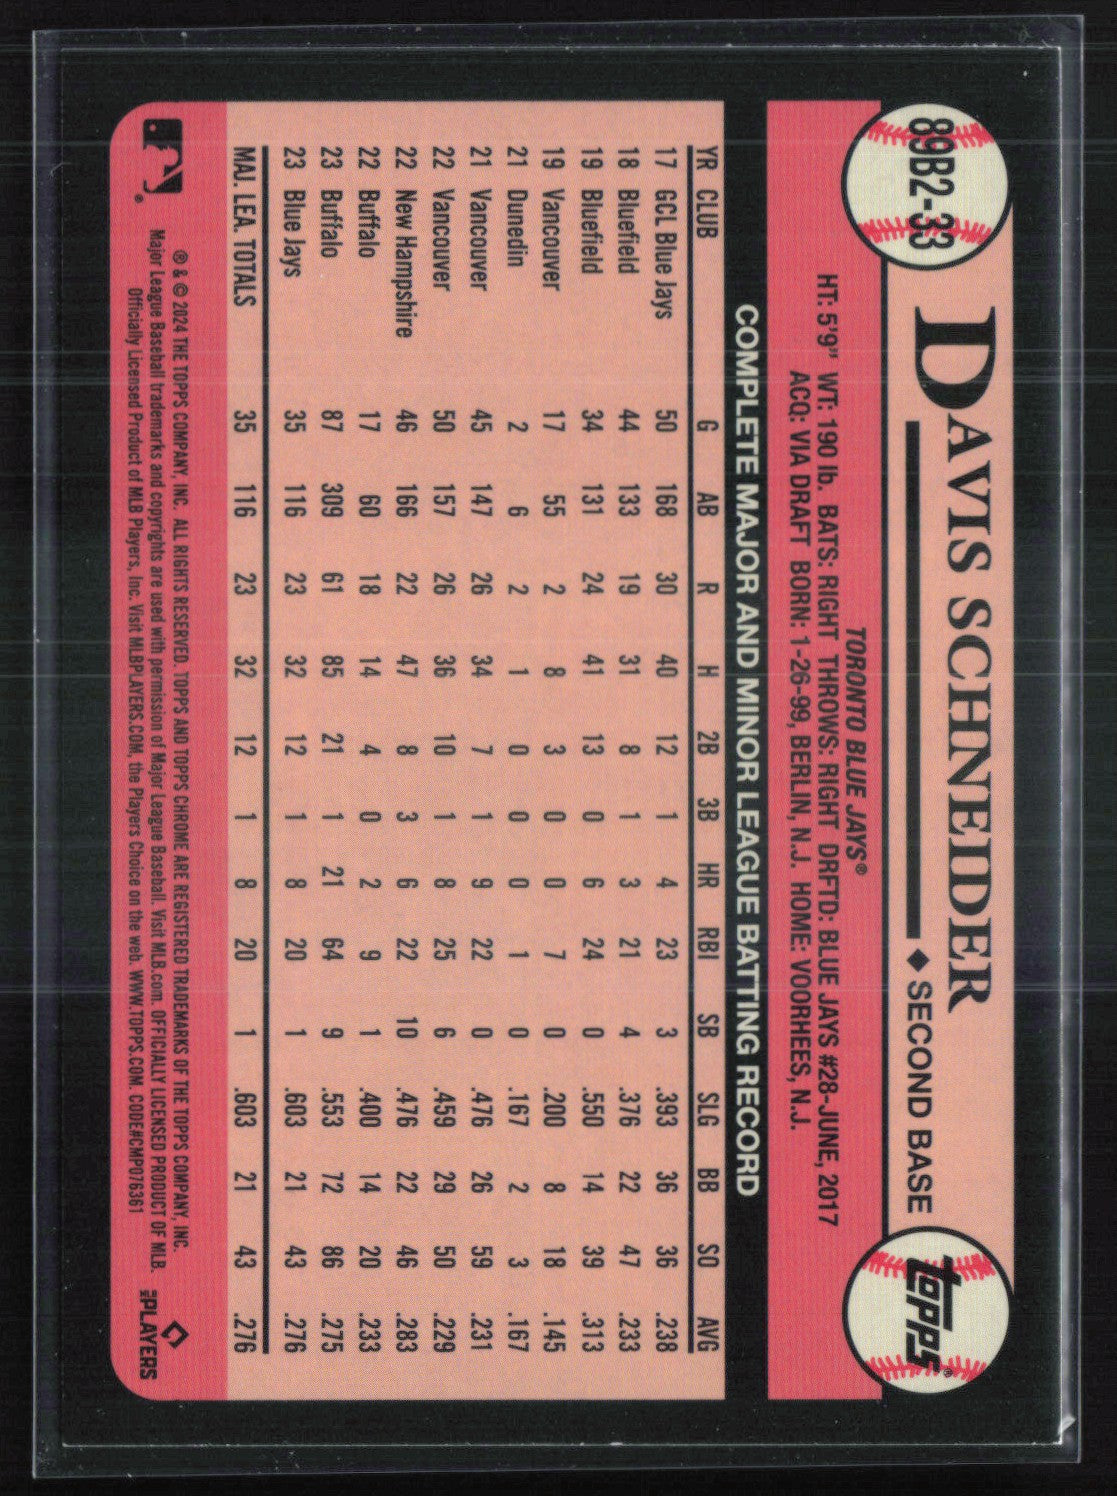 89B2-33
DAVIS SCHNEIDER
◆ SECOND BASE
topps®
TORONTO BLUE JAYS®
HT: 5'9" WT: 190 lb. BATS: RIGHT THROWS: RIGHT DRFTD: BLUE JAYS #28-JUNE, 2017
ACQ: VIA DRAFT BORN: 1-26-99, BERLIN, N.J. HOME: VOORHEES, N.J.
COMPLETE MAJOR AND MINOR LEAGUE BATTING RECORD
YR CLUB G AB R H 2B 3B HR RBI SB SLG BB SO AVG
17 GCL Blue Jays 50 168 30 40 12 1 4 23 3 .393 36 36 .238
18 Bluefield 44 133 19 31 8 1 3 21 4 .376 22 47 .233
19 Bluefield 34 131 24 41 13 0 6 24 0 .550 14 39 .313
19 Vancouver 17 55 2 8 3 0 0 7 0 .200 8 18 .145
21 Dunedin 2 6 2 1 0 0 0 1 0 .167 2 3 .167
21 Vancouver 45 147 26 34 7 1 9 22 0 .476 26 59 .231
22 Vancouver 50 157 26 36 10 1 8 25 6 .459 29 50 .229
22 New Hampshire 46 166 22 47 8 3 6 22 10 .476 22 46 .283
22 Buffalo 17 60 18 14 4 0 2 9 1 .400 14 20 .233
23 Buffalo 87 309 61 85 21 1 21 64 9 .553 72 86 .275
23 Blue Jays 35 116 23 32 12 1 8 20 1 .603 21 43 .276
MAJ. LEA. TOTALS 35 116 23 32 12 1 8 20 1 .603 21 43 .276
® & © 2024 THE TOPPS COMPANY, INC. ALL RIGHTS RESERVED. TOPPS AND TOPPS CHROME ARE REGISTERED TRADEMARKS OF THE TOPPS COMPANY, INC.
Major League Baseball trademarks and copyrights are used with permission of Major League Baseball. Visit MLB.com. OFFICIALLY LICENSED PRODUCT OF MLB.
Officially Licensed Product of MLB Players, Inc. Visit MLBPLAYERS.COM, the Players Choice on the web. WWW.TOPPS.COM. CODE#CMP076361
MLB PLAYERS